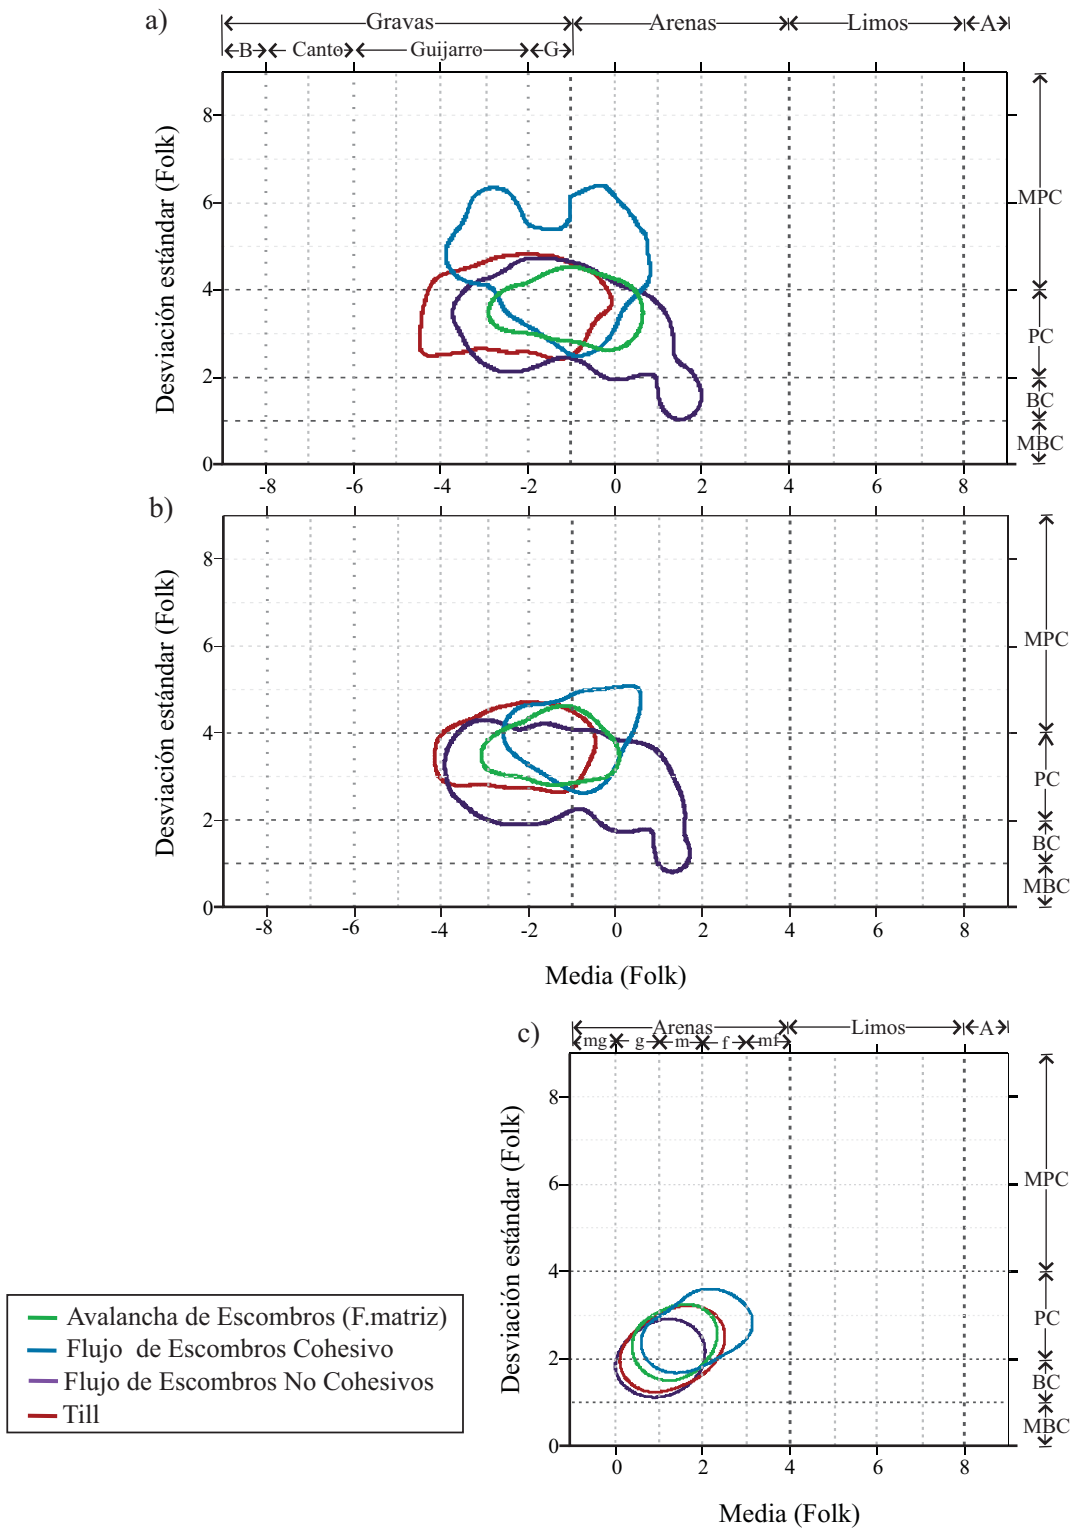 a)
Gravas
Arenas
Limos
A
B
Canto
Guijarro
G
Desviación estándar (Folk)
8
6
4
2
0
-8
-6
-4
-2
0
2
4
6
8
MPC
PC
BC
MBC
b)
Desviación estándar (Folk)
8
6
4
2
0
-8
-6
-4
-2
0
2
4
6
8
MPC
PC
BC
MBC
Media (Folk)
c)
Arenas
Limos
A
mg
g
m
f
mf
Desviación estándar (Folk)
8
6
4
2
0
0
2
4
6
8
MPC
PC
BC
MBC
Media (Folk)
Avalancha de Escombros (F.matriz)
Flujo de Escombros Cohesivo
Flujo de Escombros No Cohesivos
Till